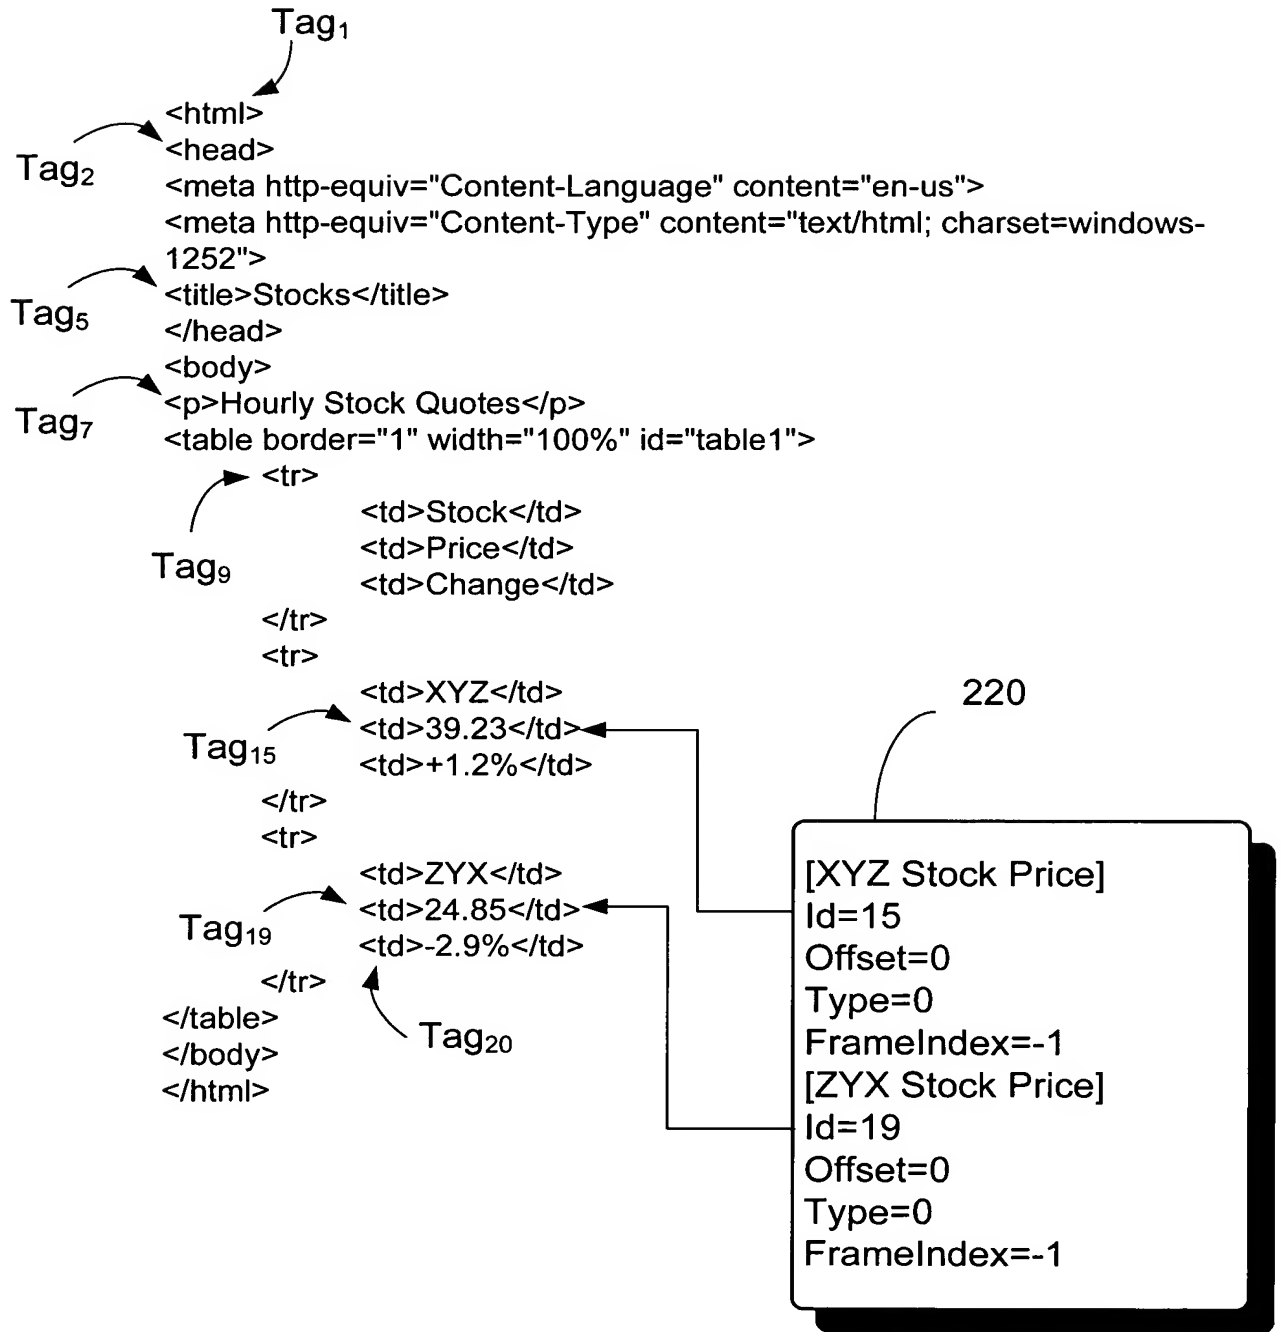 Tag₁
<html>
<head>
Tag₂
<meta http-equiv="Content-Language" content="en-us">
<meta http-equiv="Content-Type" content="text/html; charset=windows-
1252">
<title>Stocks</title>
Tag₅
</head>
<body>
<p>Hourly Stock Quotes</p>
Tag₇
<table border="1" width="100%" id="table1">
<tr>
<td>Stock</td>
<td>Price</td>
Tag₉
<td>Change</td>
</tr>
<tr>
<td>XYZ</td>
<td>39.23</td>
Tag₁₅
<td>+1.2%</td>
</tr>
<tr>
<td>ZYX</td>
<td>24.85</td>
Tag₁₉
<td>-2.9%</td>
</tr>
</table>
Tag₂₀
</body>
</html>
220
[XYZ Stock Price]
Id=15
Offset=0
Type=0
FrameIndex=-1
[ZYX Stock Price]
Id=19
Offset=0
Type=0
FrameIndex=-1